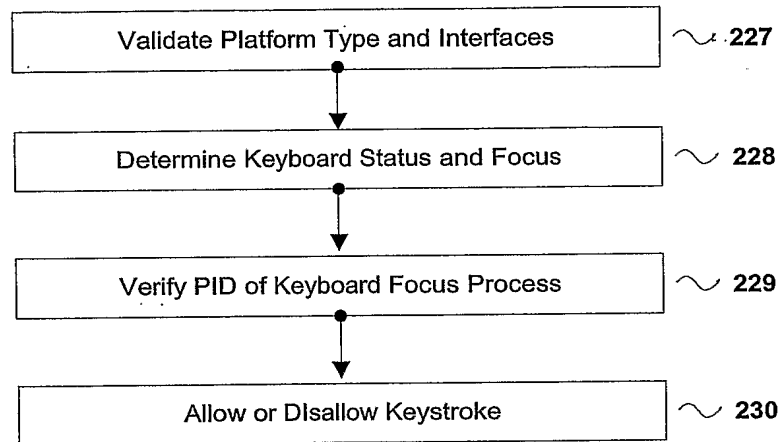 Validate Platform Type and Interfaces 227
Determine Keyboard Status and Focus 228
Verify PID of Keyboard Focus Process 229
Allow or Disallow Keystroke 230